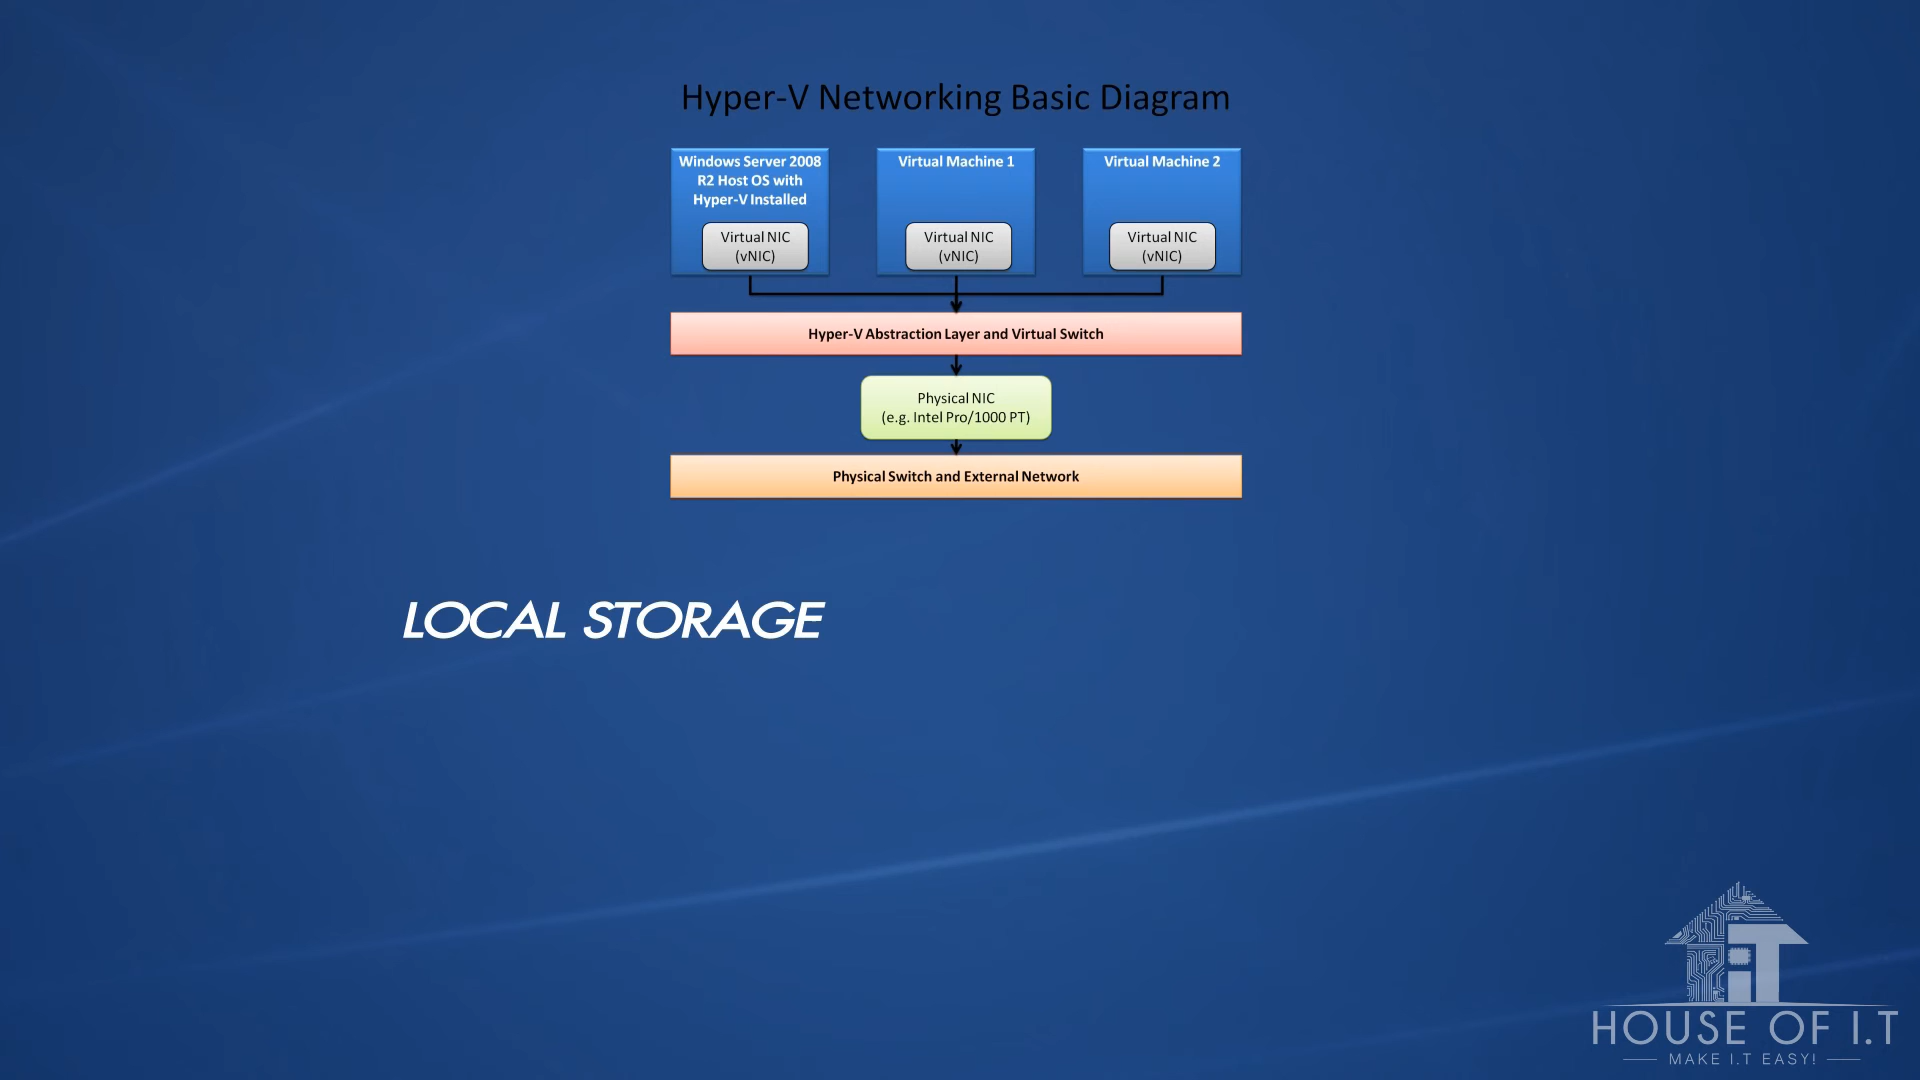 Hyper-V Networking Basic Diagram
Windows Server 2008
R2 Host OS with
Hyper-V Installed
Virtual NIC
(vNIC)
Virtual Machine 1
Virtual NIC
(vNIC)
Virtual Machine 2
Virtual NIC
(vNIC)
Hyper-V Abstraction Layer and Virtual Switch
Physical NIC
(e.g. Intel Pro/1000 PT)
Physical Switch and External Network
LOCAL STORAGE
iT
HOUSE OF I.T
MAKE I.T EASY!